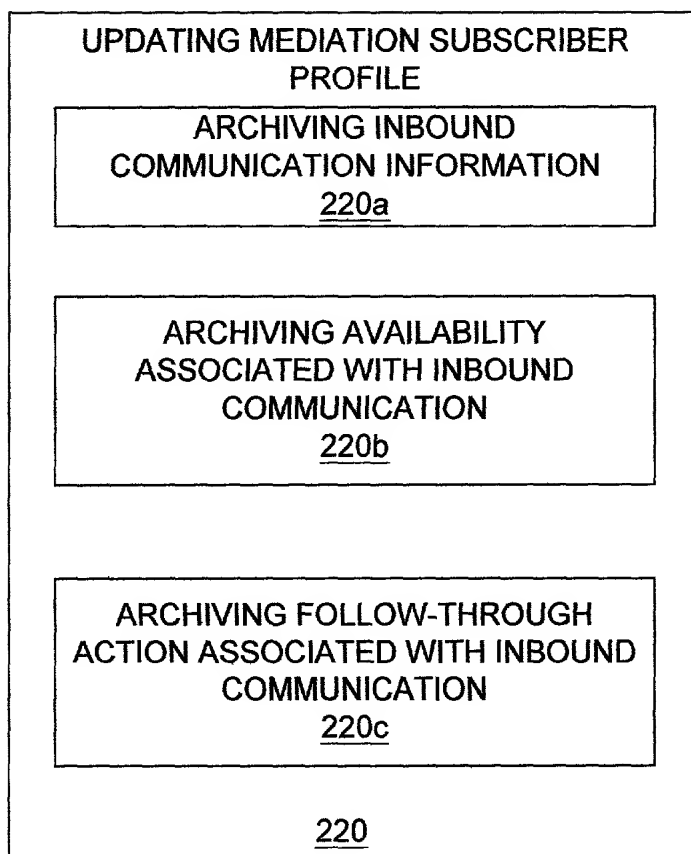 UPDATING MEDIATION SUBSCRIBER
PROFILE
ARCHIVING INBOUND
COMMUNICATION INFORMATION
220a
ARCHIVING AVAILABILITY
ASSOCIATED WITH INBOUND
COMMUNICATION
220b
ARCHIVING FOLLOW-THROUGH
ACTION ASSOCIATED WITH INBOUND
COMMUNICATION
220c
220